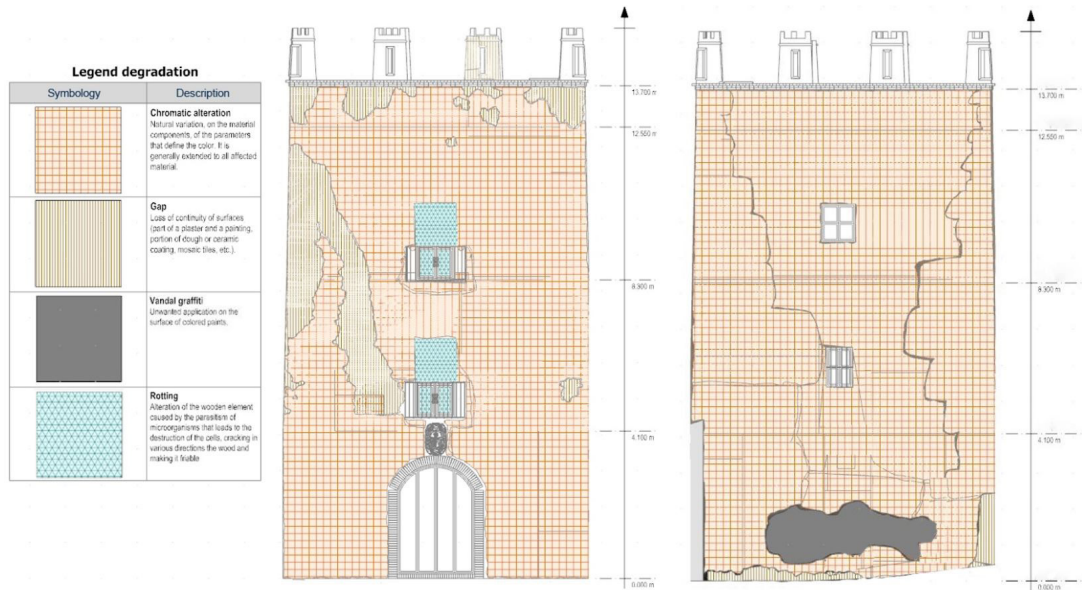 Legend degradation
Symbology
Description
Chromatic alteration
Natural variation, on the material
components, of the parameters
that define the color. It is
generally extended to all affected
material.
Gap
Loss of continuity of surfaces
(part of a plaster and a painting,
portion of dough or ceramic
coating, mosaic tiles, etc.).
Vandal graffiti
Unwanted application on the
surface of colored paints.
Rotting
Alteration of the wooden element
caused by the parasitism of
microorganisms that leads to the
destruction of the cells, cracking in
various directions the wood and
making it friable
13.700 m
12.550 m
8.900 m
4.100 m
0.000 m
13.700 m
12.550 m
8.900 m
4.100 m
0.000 m